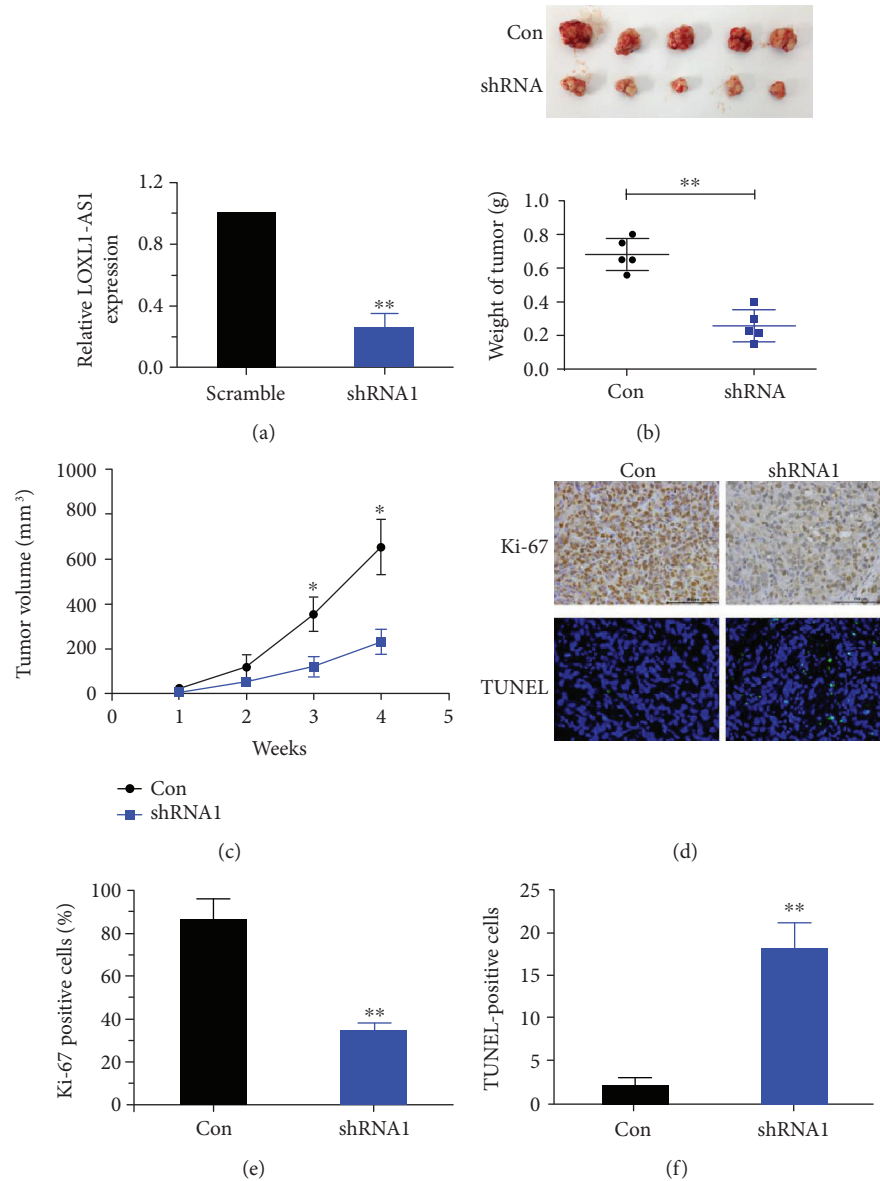 Con
shRNA
Relative LOXL1-AS1
expression
1.2
0.8
0.4
0.0
**
Scramble
shRNA1
(a)
Weight of tumor (g)
1.0
0.8
0.6
0.4
0.2
0.0
**
Con
shRNA
(b)
Tumor volume (mm³)
1000
800
600
400
200
0
*
*
0
1
2
3
4
5
Weeks
Con
shRNA1
(c)
Con
shRNA1
Ki-67
TUNEL
(d)
Ki-67 positive cells (%)
100
80
60
40
20
0
**
Con
shRNA1
(e)
TUNEL-positive cells
25
20
15
10
5
0
**
Con
shRNA1
(f)